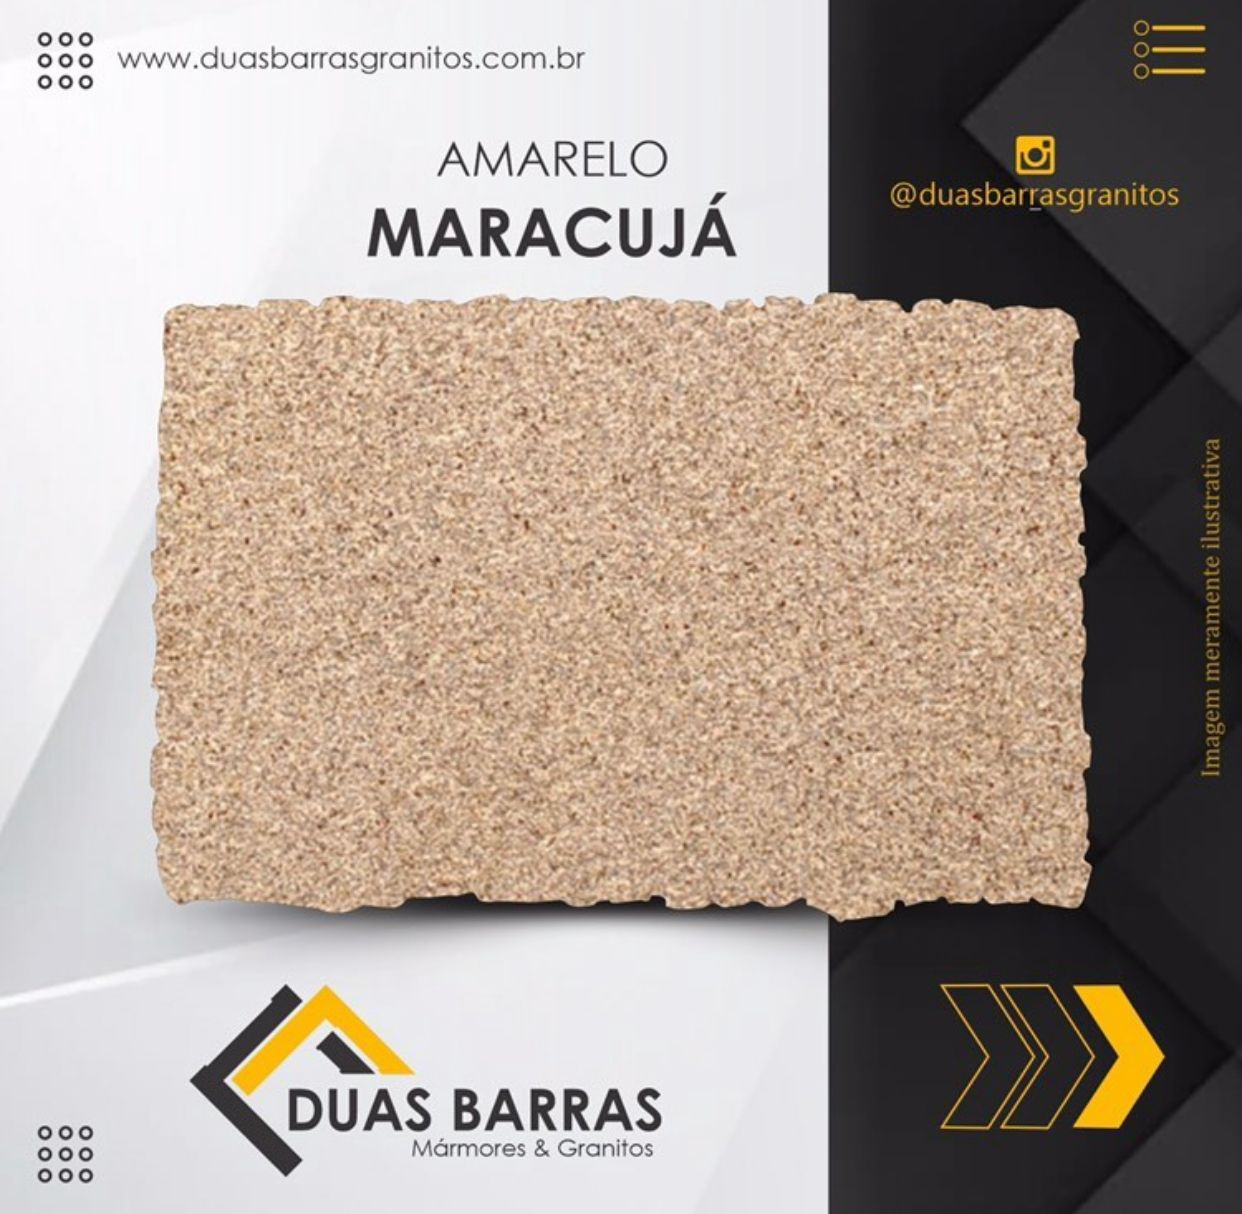 www.duasbarrasgranitos.com.br
AMARELO
MARACUJÁ
@duasbarrasgranitos
Imagem meramente ilustrativa
DUAS BARRAS
Mármores & Granitos